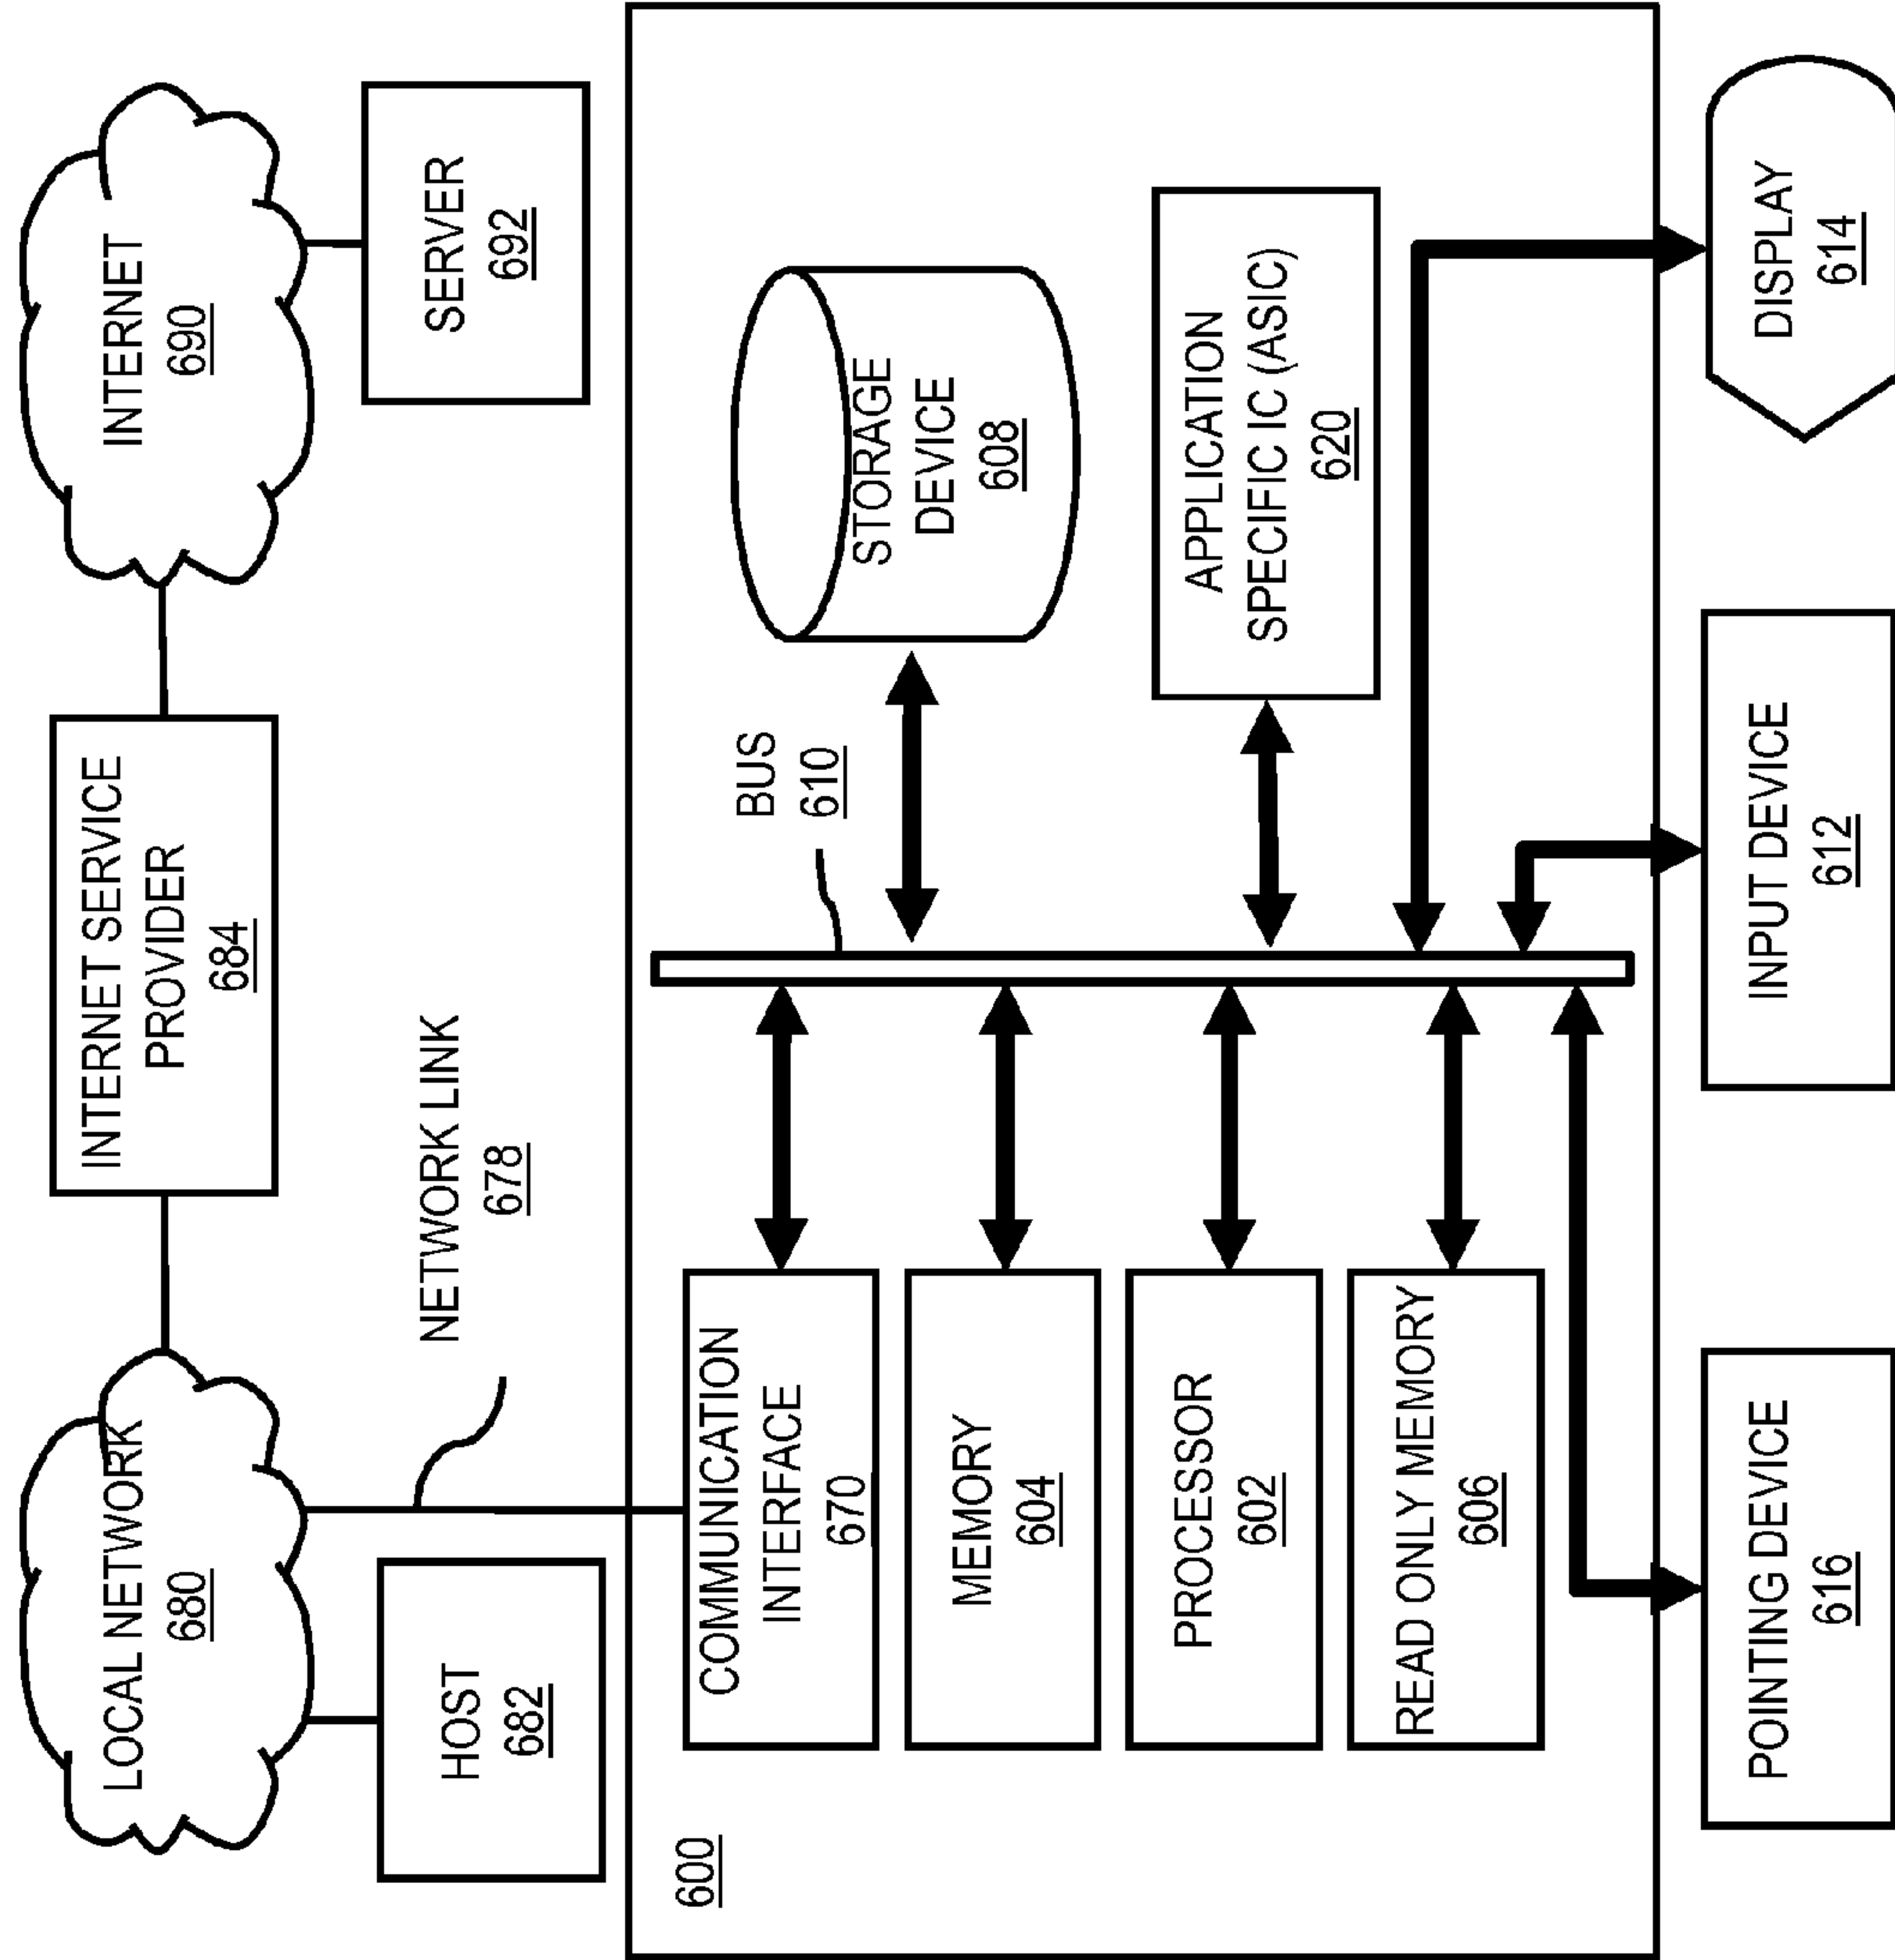 LOCAL NETWORK
680
INTERNET SERVICE
PROVIDER
684
INTERNET
690
HOST
682
NETWORK LINK
678
SERVER
692
600
COMMUNICATION
INTERFACE
670
BUS
610
STORAGE
DEVICE
608
MEMORY
604
PROCESSOR
602
APPLICATION
SPECIFIC IC (ASIC)
620
READ ONLY MEMORY
606
POINTING DEVICE
616
INPUT DEVICE
612
DISPLAY
614